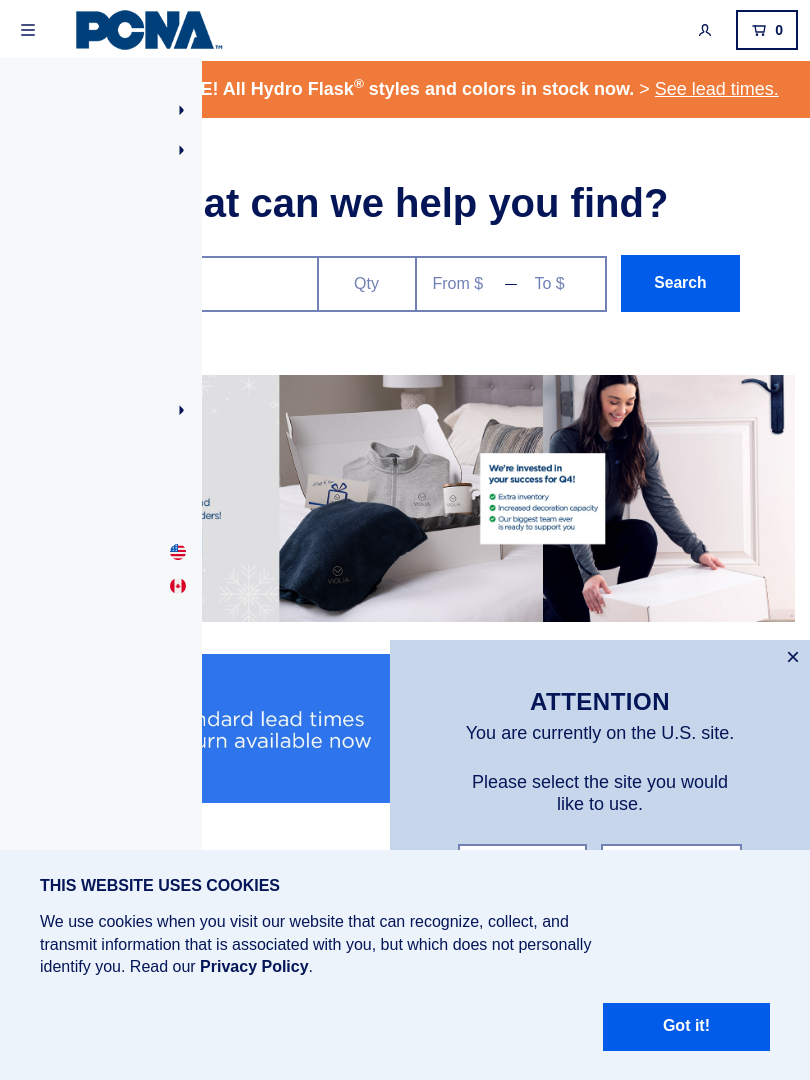 PCNA™
0
E! All Hydro Flask® styles and colors in stock now. > See lead times.
at can we help you find?
Qty
From $ — To $
Search
We're invested in
your success for Q4!
Extra inventory
Increased decoration capacity
Our biggest team ever
is ready to support you
nd
ders!
VIOLIA
ndard lead times
urn available now
ATTENTION
You are currently on the U.S. site.
Please select the site you would
like to use.
THIS WEBSITE USES COOKIES
We use cookies when you visit our website that can recognize, collect, and
transmit information that is associated with you, but which does not personally
identify you. Read our Privacy Policy.
Got it!